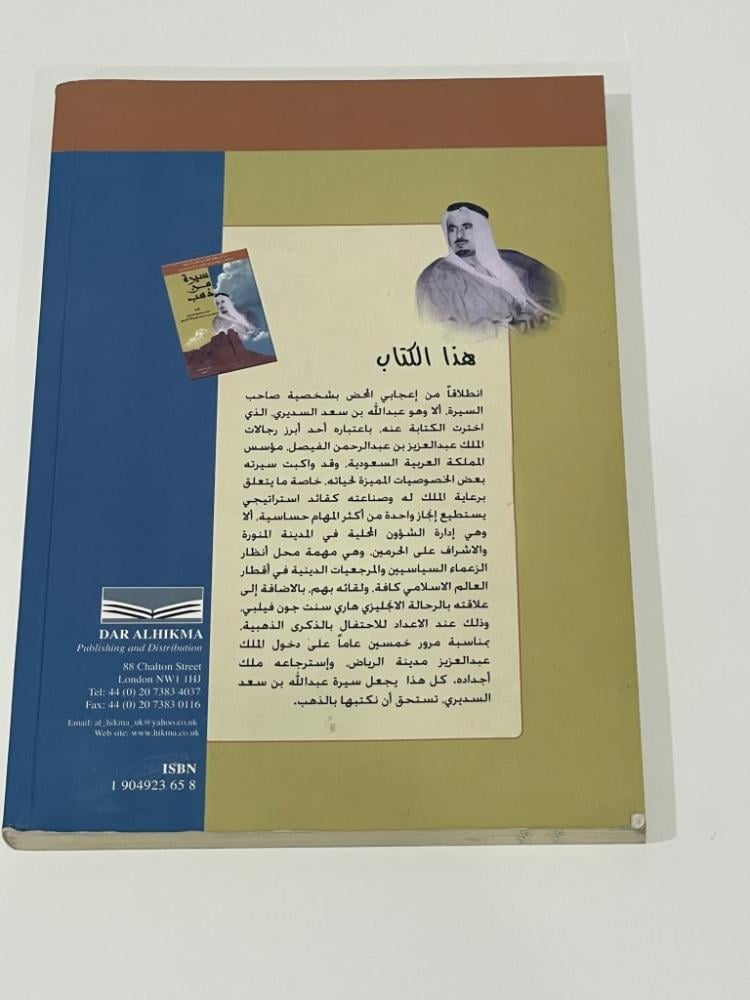 سيرة
من
ذهب
هذا الكتاب
انطلاقاً من إعجابي المحض بشخصية صاحب
السيرة، ألا وهو عبدالله بن سعد السديري، الذي
اخترت الكتابة عنه، باعتباره أحد أبرز رجالات
الملك عبدالعزيز بن عبدالرحمن الفيصل، مؤسس
المملكة العربية السعودية، وقد واكبت سيرته
بعض الخصوصيات المميزة لحياته، خاصة ما يتعلق
برعاية الملك له وصناعته كقائد استراتيجي
يستطيع إنجاز واحدة من أكثر المهام حساسية، ألا
وهي إدارة الشؤون المحلية في المدينة المنورة
والاشراف على الحرمين، وهي مهمة محل أنظار
الزعماء السياسيين والمرجعيات الدينية في أقطار
العالم الاسلامي كافة، ولقائه بهم، بالاضافة إلى
علاقته بالرحالة الانجليزي هاري سنت جون فيلبي،
وذلك عند الاعداد للاحتفال بالذكرى الذهبية،
بمناسبة مرور خمسين عاماً على دخول الملك
عبدالعزيز مدينة الرياض، وإسترجاعه ملك
أجداده، كل هذا يجعل سيرة عبدالله بن سعد
السديري، تستحق أن نكتبها بالذهب.
DAR ALHIKMA
Publishing and Distribution
88 Chalton Street
London NW1 1HJ
Tel: 44 (0) 20 7383 4037
Fax: 44 (0) 20 7383 0116
Email: al_hikma_uk@yahoo.co.uk
Web site: www.hikma.co.uk
ISBN
1 904923 65 8